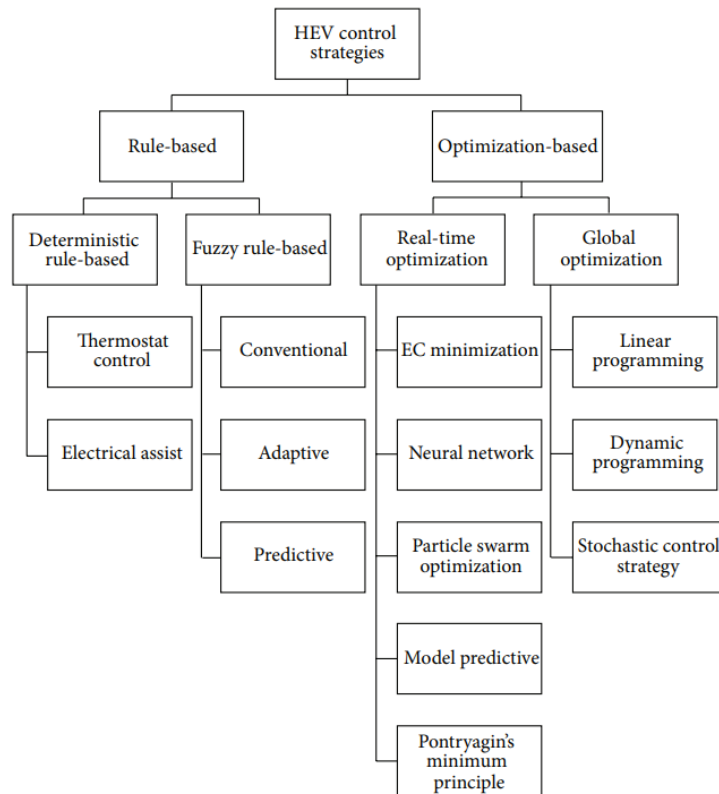 HEV control
strategies
Rule-based
Optimization-based
Deterministic
rule-based
Fuzzy rule-based
Real-time
optimization
Global
optimization
Thermostat
control
Conventional
EC minimization
Linear
programming
Electrical assist
Adaptive
Neural network
Dynamic
programming
Predictive
Particle swarm
optimization
Stochastic control
strategy
Model predictive
Pontryagin's
minimum
principle